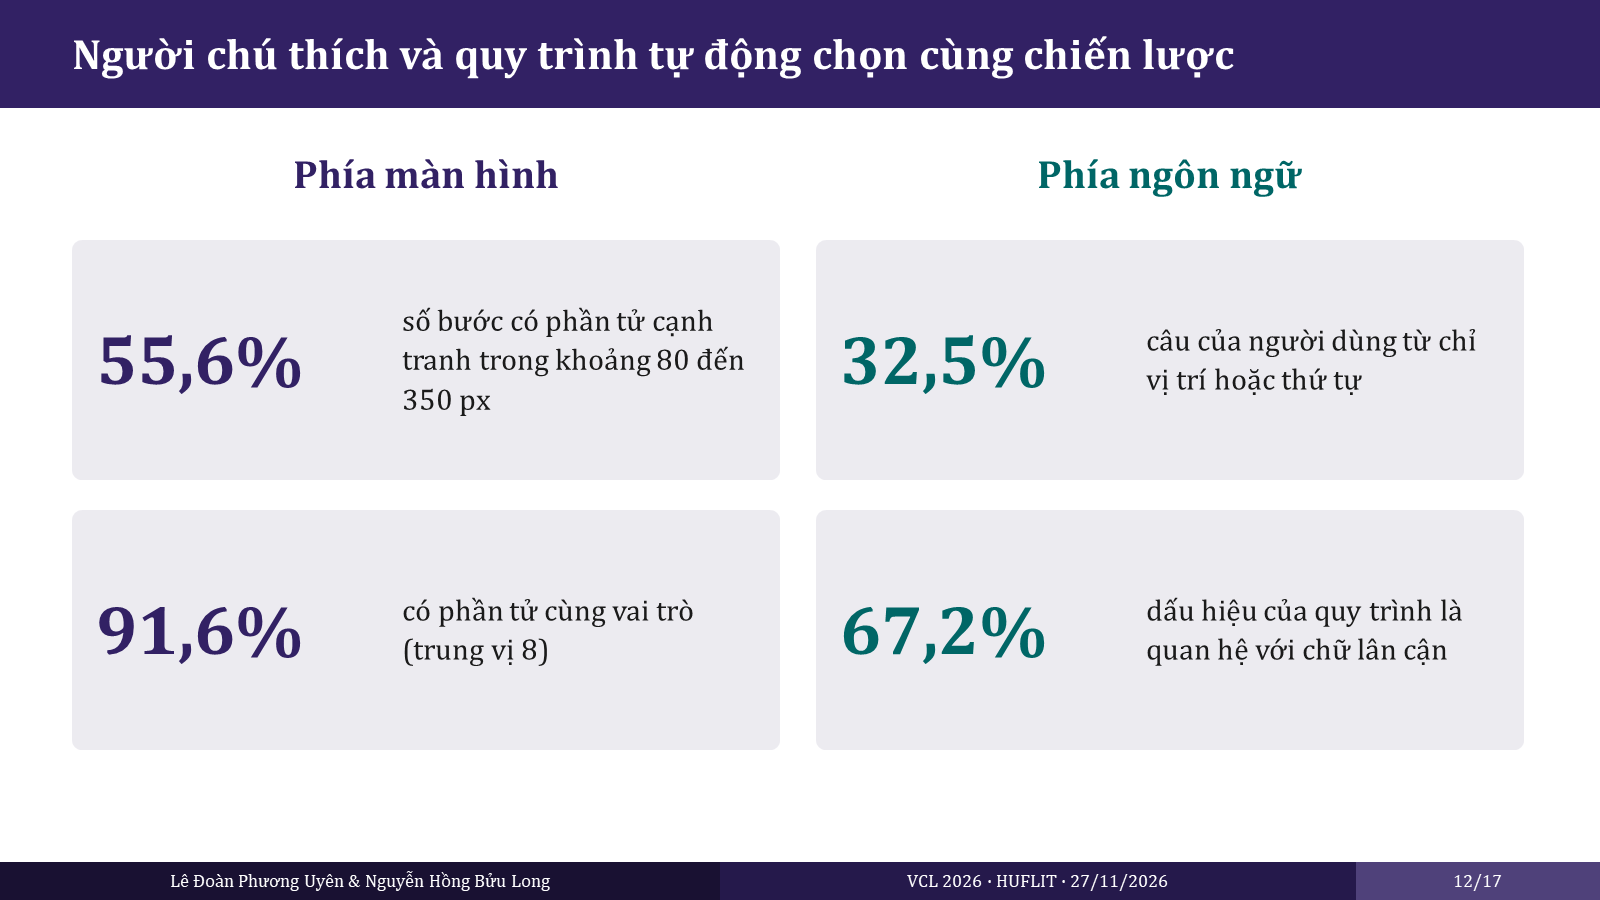 Người chú thích và quy trình tự động chọn cùng chiến lược
Phía màn hình
55,6%
số bước có phần tử cạnh
tranh trong khoảng 80 đến
350 px
91,6%
có phần tử cùng vai trò
(trung vị 8)
Phía ngôn ngữ
32,5%
câu của người dùng từ chỉ
vị trí hoặc thứ tự
67,2%
dấu hiệu của quy trình là
quan hệ với chữ lân cận
Lê Đoàn Phương Uyên & Nguyễn Hồng Bửu Long
VCL 2026 · HUFLIT · 27/11/2026
12/17